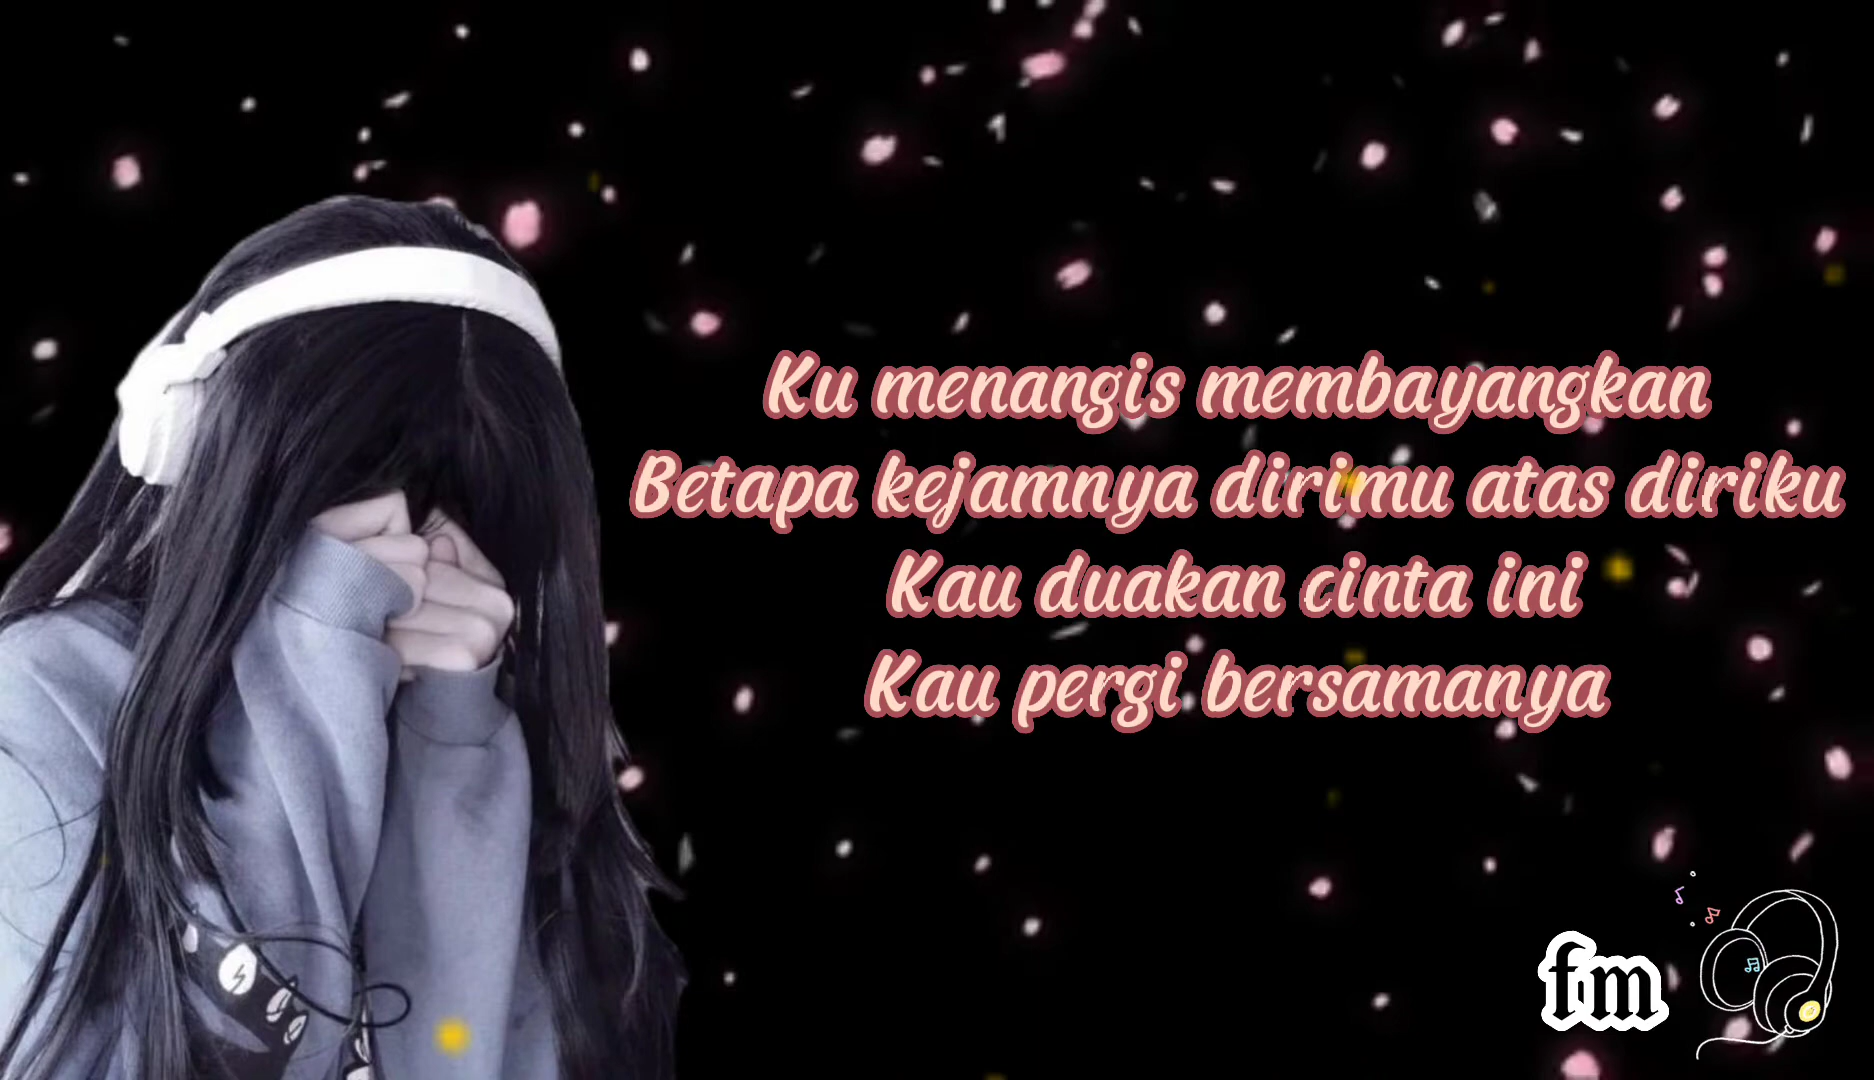 Ku menangis membayangkan
Betapa kejamnya dirimu atas diriku
Kau duakan cinta ini
Kau pergi bersamanya
fm